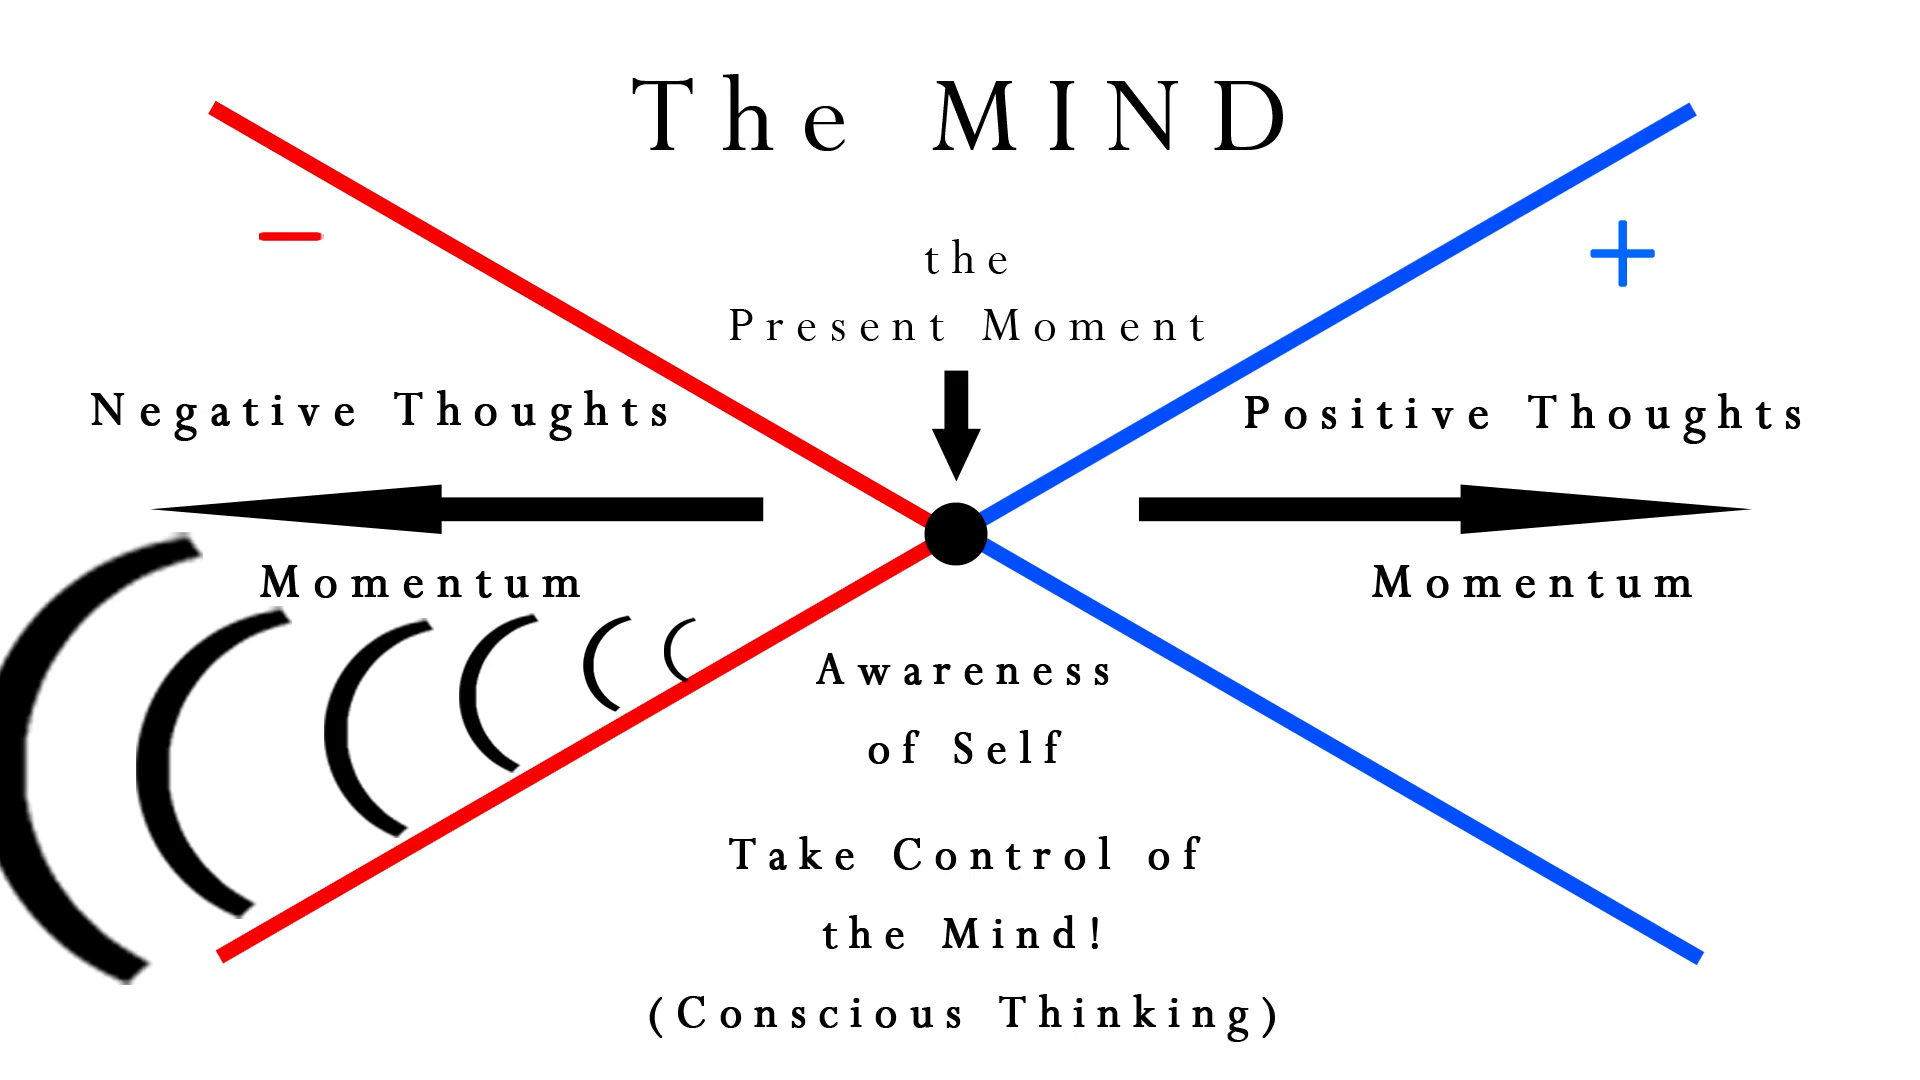 The MIND
−
+
the
Present Moment
Negative Thoughts
Positive Thoughts
Momentum
Momentum
Awareness
of Self
Take Control of
the Mind!
(Conscious Thinking)